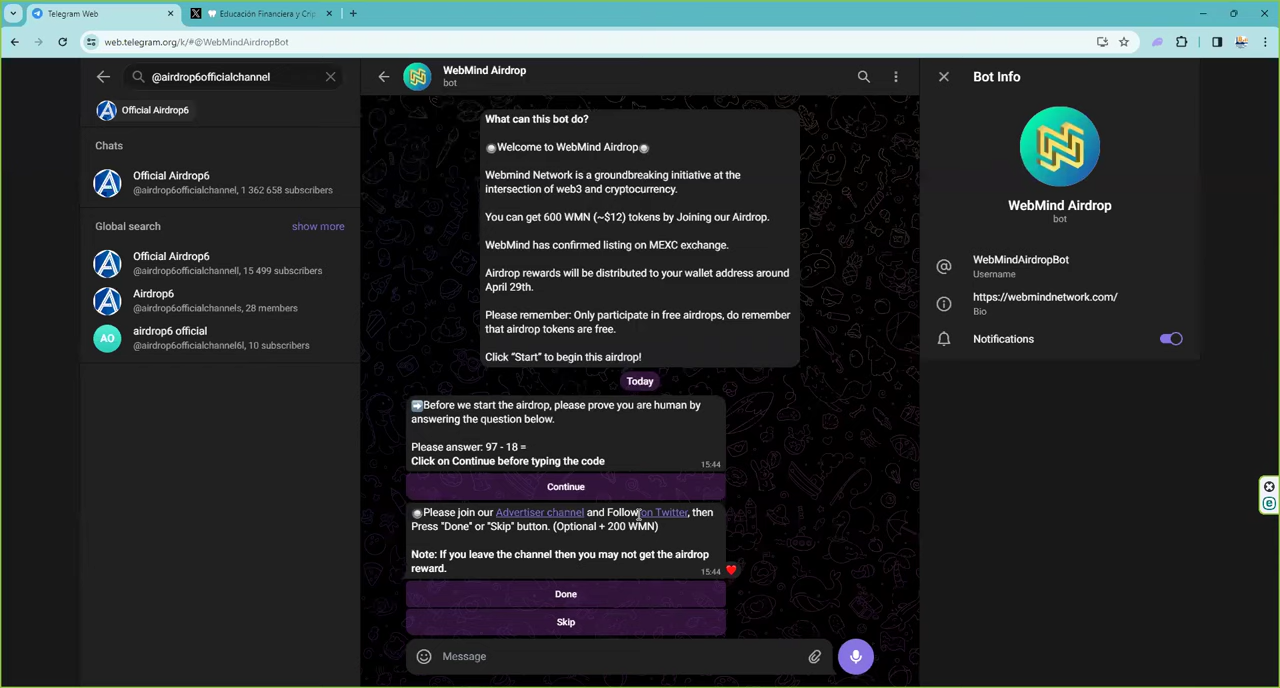 Telegram Web
Educación Financiera y Crip
web.telegram.org/k/#@WebMindAirdropBot
@airdrop6officialchannel
Official Airdrop6
Chats
Official Airdrop6
@airdrop6officialchannel, 1 362 658 subscribers
Global search
show more
Official Airdrop6
@airdrop6officialchannell, 15 499 subscribers
Airdrop6
@airdrop6officialchannels, 28 members
AO
airdrop6 official
@airdrop6officialchannel6l, 10 subscribers
WebMind Airdrop
bot
What can this bot do?
Welcome to WebMind Airdrop
Webmind Network is a groundbreaking initiative at the
intersection of web3 and cryptocurrency.
You can get 600 WMN (~$12) tokens by Joining our Airdrop.
WebMind has confirmed listing on MEXC exchange.
Airdrop rewards will be distributed to your wallet address around
April 29th.
Please remember: Only participate in free airdrops, do remember
that airdrop tokens are free.
Click “Start” to begin this airdrop!
Today
Before we start the airdrop, please prove you are human by
answering the question below.
Please answer: 97 - 18 =
Click on Continue before typing the code
15:44
Continue
Please join our Advertiser channel and Follow on Twitter, then
Press "Done" or "Skip" button. (Optional + 200 WMN)
Note: If you leave the channel then you may not get the airdrop
reward.
15:44
Done
Skip
Message
Bot Info
WebMind Airdrop
bot
WebMindAirdropBot
Username
https://webmindnetwork.com/
Bio
Notifications